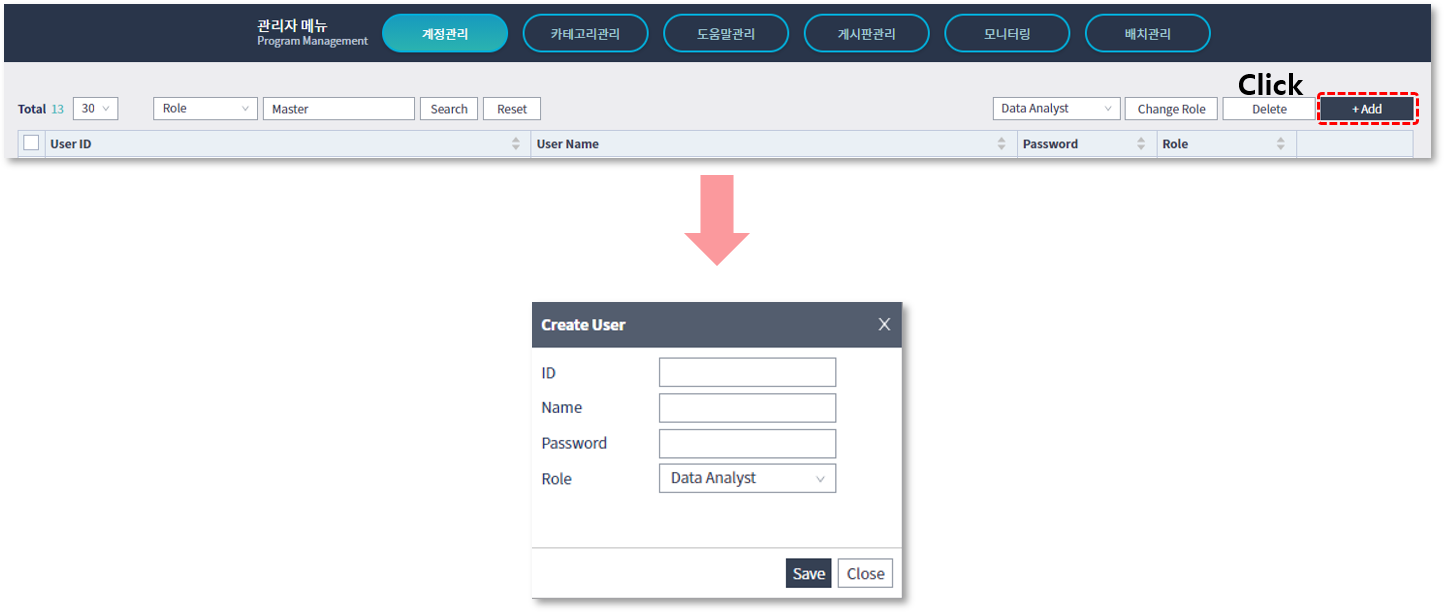 관리자 메뉴
Program Management
계정관리
카테고리관리
도움말관리
게시판관리
모니터링
배치관리
Click
Total 13
30
Role
Master
Search
Reset
Data Analyst
Change Role
Delete
+ Add
User ID
User Name
Password
Role
Create User
X
ID
Name
Password
Role
Data Analyst
Save
Close